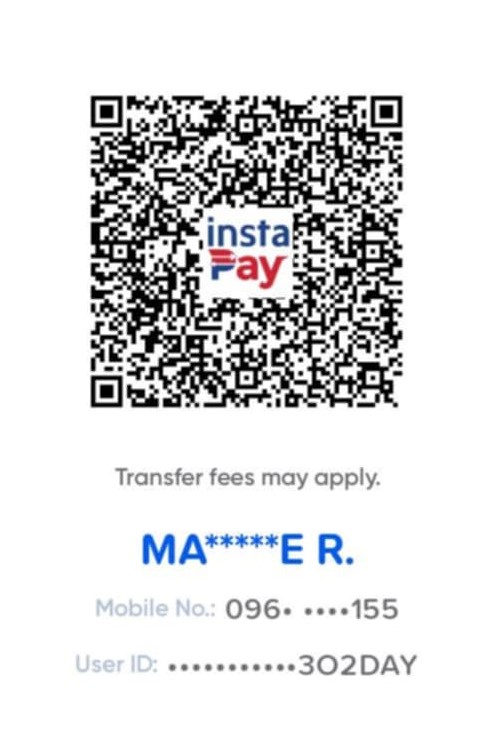 insta
Pay
Transfer fees may apply.
MA*****E R.
Mobile No.: 096• ••••155
User ID: •••••••••••3O2DAY